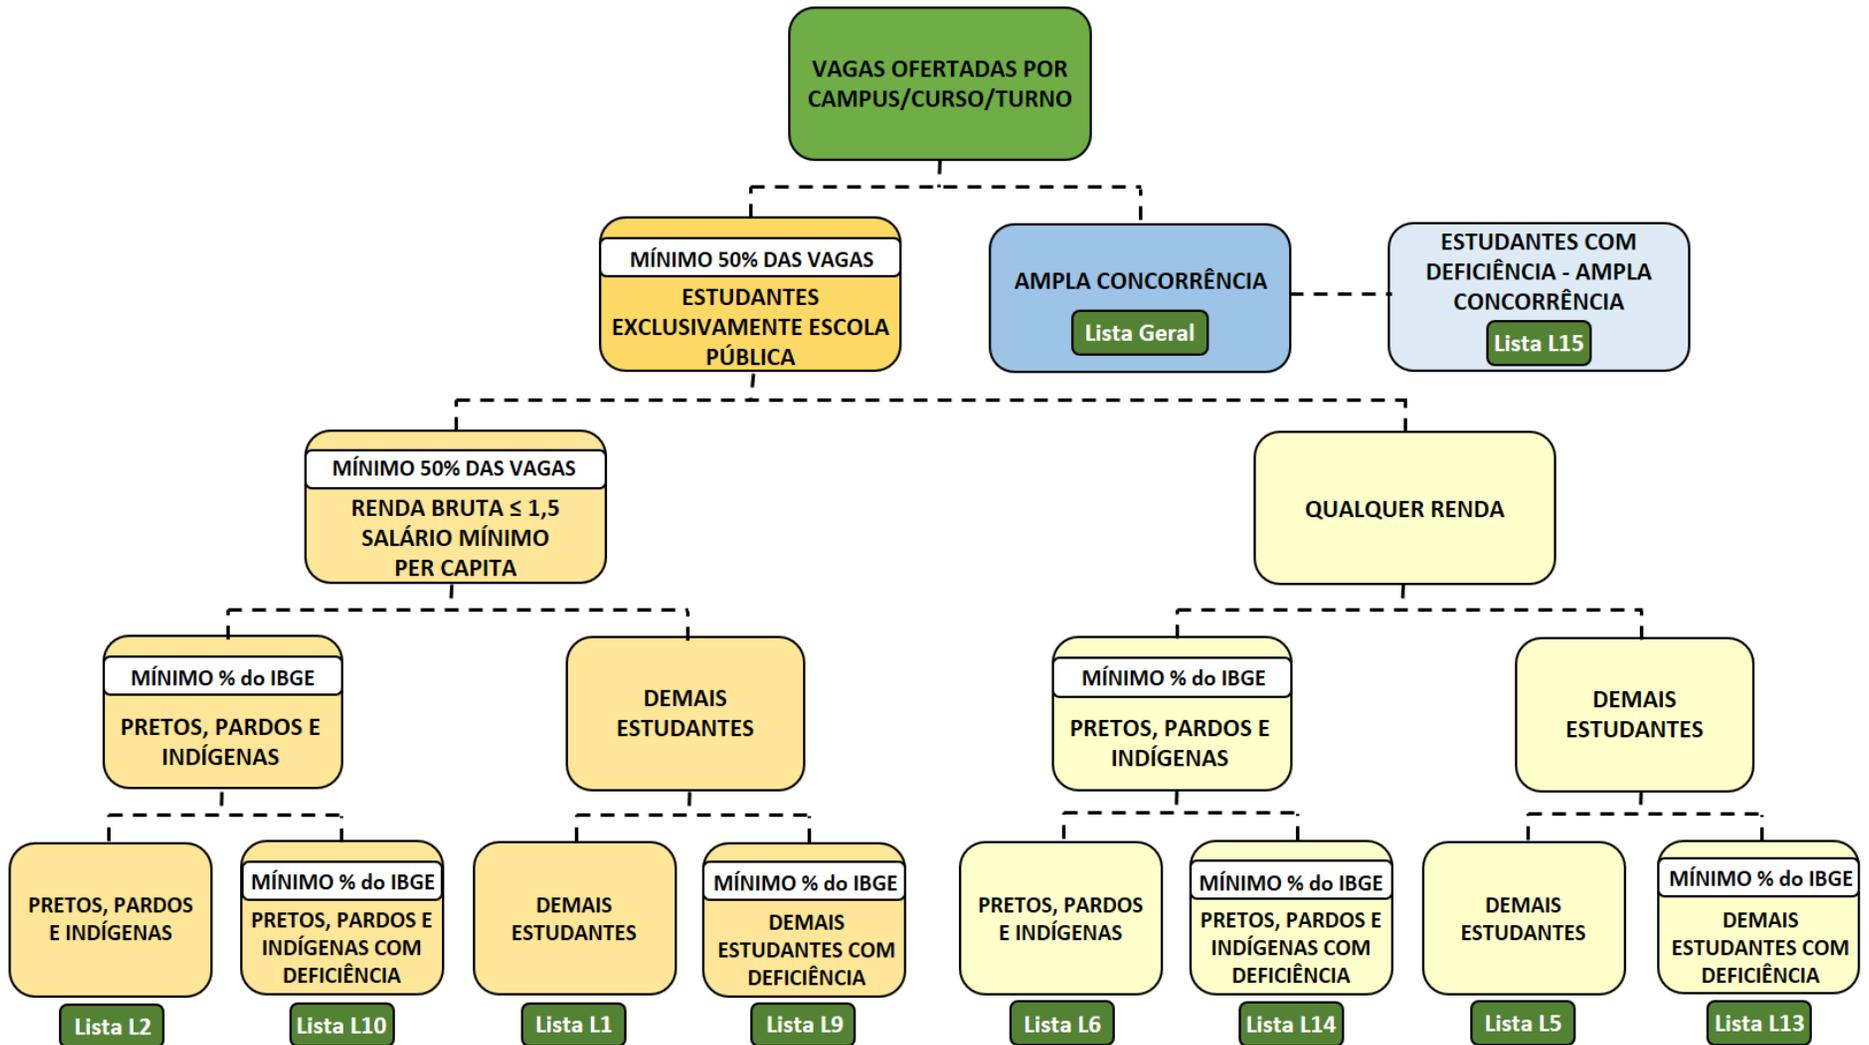 VAGAS OFERTADAS POR
CAMPUS/CURSO/TURNO
MÍNIMO 50% DAS VAGAS
ESTUDANTES
EXCLUSIVAMENTE ESCOLA
PÚBLICA
AMPLA CONCORRÊNCIA
Lista Geral
ESTUDANTES COM
DEFICIÊNCIA - AMPLA
CONCORRÊNCIA
Lista L15
MÍNIMO 50% DAS VAGAS
RENDA BRUTA ≤ 1,5
SALÁRIO MÍNIMO
PER CAPITA
QUALQUER RENDA
MÍNIMO % do IBGE
PRETOS, PARDOS E
INDÍGENAS
DEMAIS
ESTUDANTES
MÍNIMO % do IBGE
PRETOS, PARDOS E
INDÍGENAS
DEMAIS
ESTUDANTES
PRETOS, PARDOS
E INDÍGENAS
Lista L2
MÍNIMO % do IBGE
PRETOS, PARDOS E
INDÍGENAS COM
DEFICIÊNCIA
Lista L10
DEMAIS
ESTUDANTES
Lista L1
MÍNIMO % do IBGE
DEMAIS
ESTUDANTES COM
DEFICIÊNCIA
Lista L9
PRETOS, PARDOS
E INDÍGENAS
Lista L6
MÍNIMO % do IBGE
PRETOS, PARDOS E
INDÍGENAS COM
DEFICIÊNCIA
Lista L14
DEMAIS
ESTUDANTES
Lista L5
MÍNIMO % do IBGE
DEMAIS
ESTUDANTES COM
DEFICIÊNCIA
Lista L13